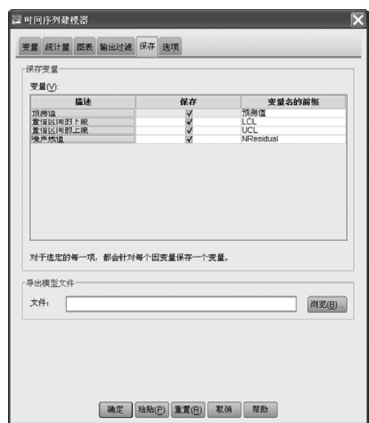 时间序列建模器
变量 统计量 图表 输出过滤 保存 选项
保存变量
变量(V):
描述 保存 变量名的前缀
预测值 预测值
置信区间的下限 LCL
置信区间的上限 UCL
噪声残值 NResidual
对于选定的每一项，都会针对每个因变量保存一个变量。
导出模型文件
文件: 浏览(B)...
确定 粘贴(P) 重置(R) 取消 帮助